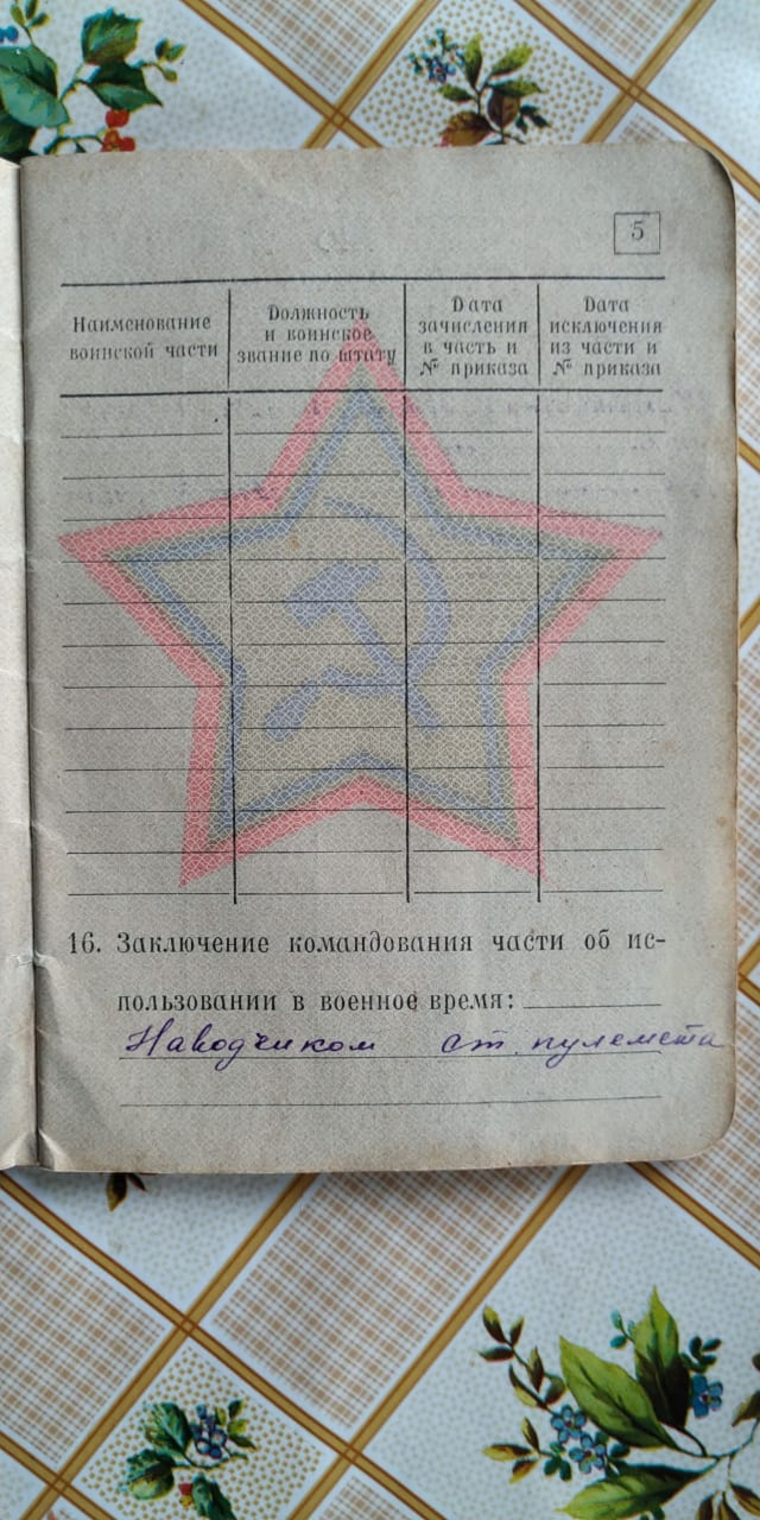 5
Наименование воинской части
Должность и воинское звание по штату
Дата зачисления в часть и № приказа
Дата исключения из части и № приказа
16. Заключение командования части об ис-
пользовании в военное время:
Наводчиком от пулемета